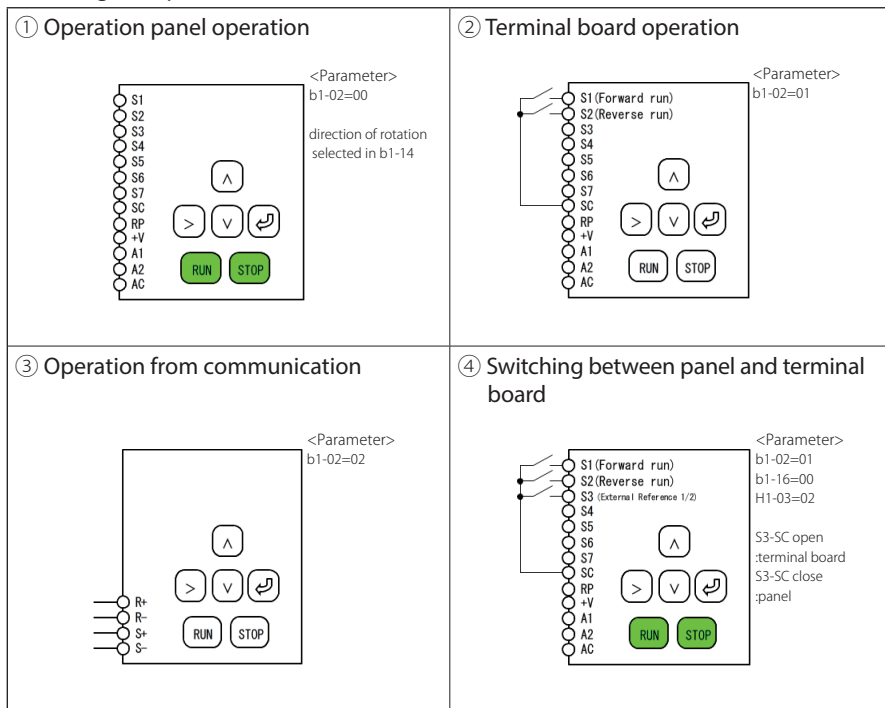 ① Operation panel operation
<Parameter>
b1-02=00
direction of rotation
selected in b1-14
S1
S2
S3
S4
S5
S6
S7
SC
RP
+V
A1
A2
AC
∧
> ∨
RUN STOP
② Terminal board operation
<Parameter>
b1-02=01
S1(Forward run)
S2(Reverse run)
S3
S4
S5
S6
S7
SC
RP
+V
A1
A2
AC
∧
> ∨
RUN STOP
③ Operation from communication
<Parameter>
b1-02=02
∧
> ∨
R+
R-
S+
S-
RUN STOP
④ Switching between panel and terminal
board
<Parameter>
b1-02=01
b1-16=00
H1-03=02
S3-SC open
:terminal board
S3-SC close
:panel
S1(Forward run)
S2(Reverse run)
S3 (External Reference 1/2)
S4
S5
S6
S7
SC
RP
+V
A1
A2
AC
∧
> ∨
RUN STOP